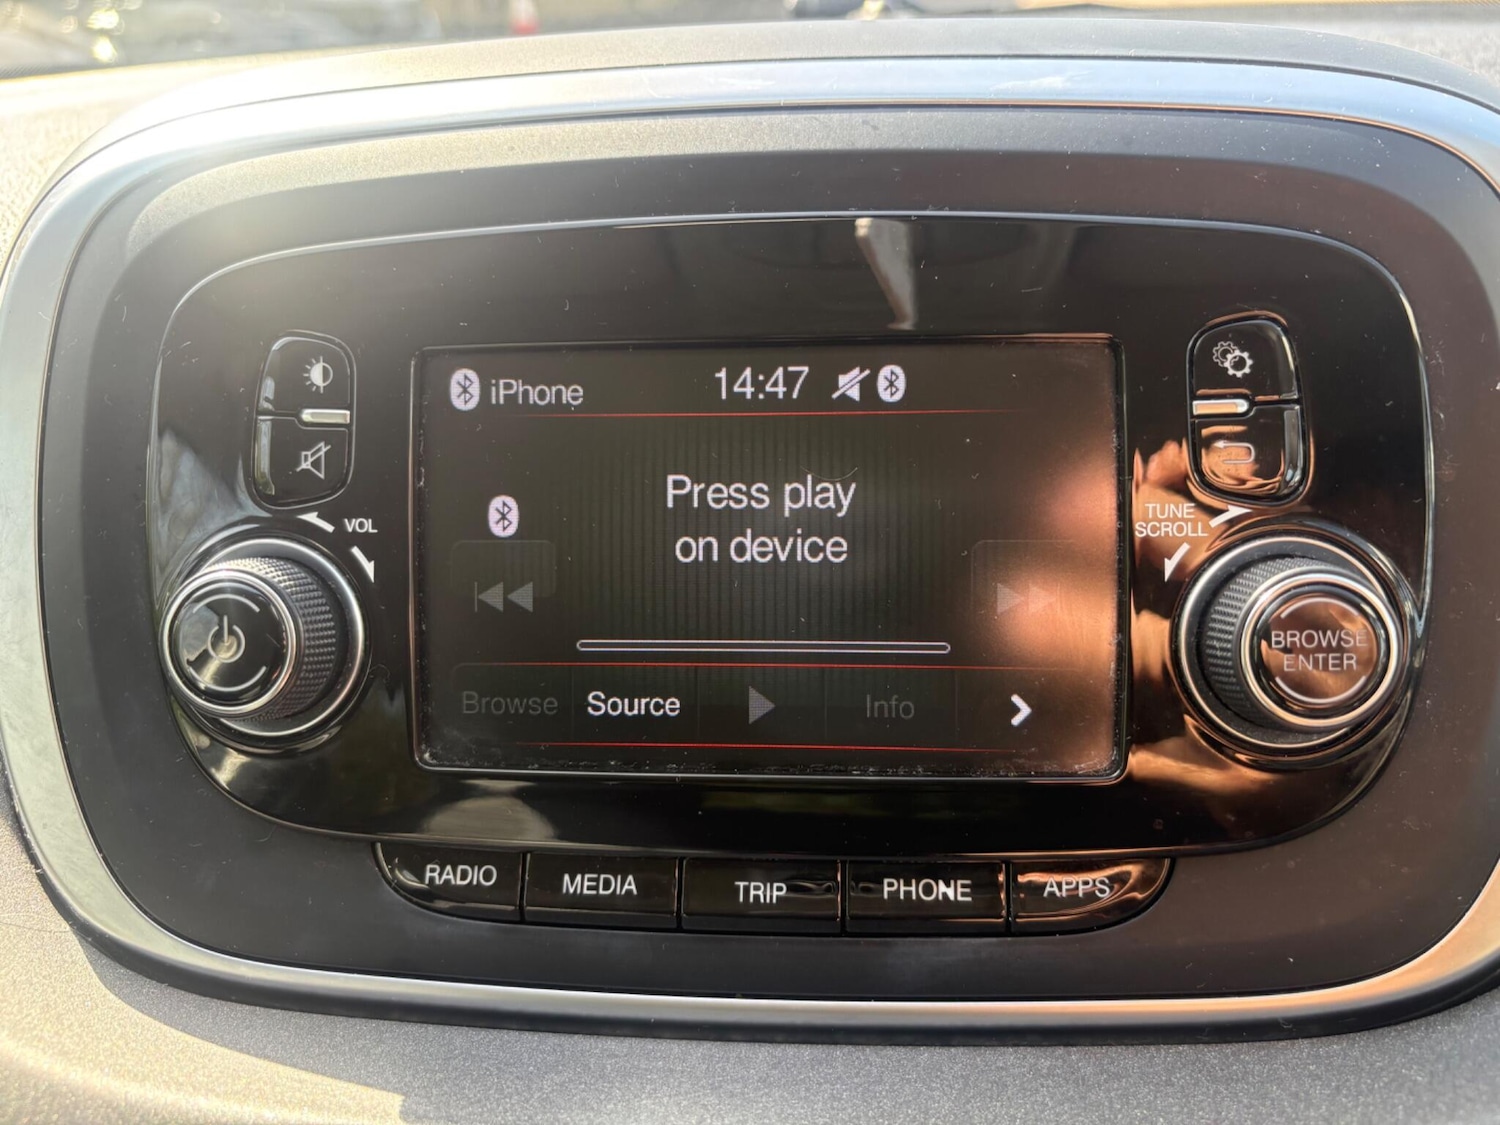 iPhone 14:47
Press play
on device
VOL
TUNE
SCROLL
BROWSE
ENTER
Browse Source Info
RADIO MEDIA TRIP PHONE APPS